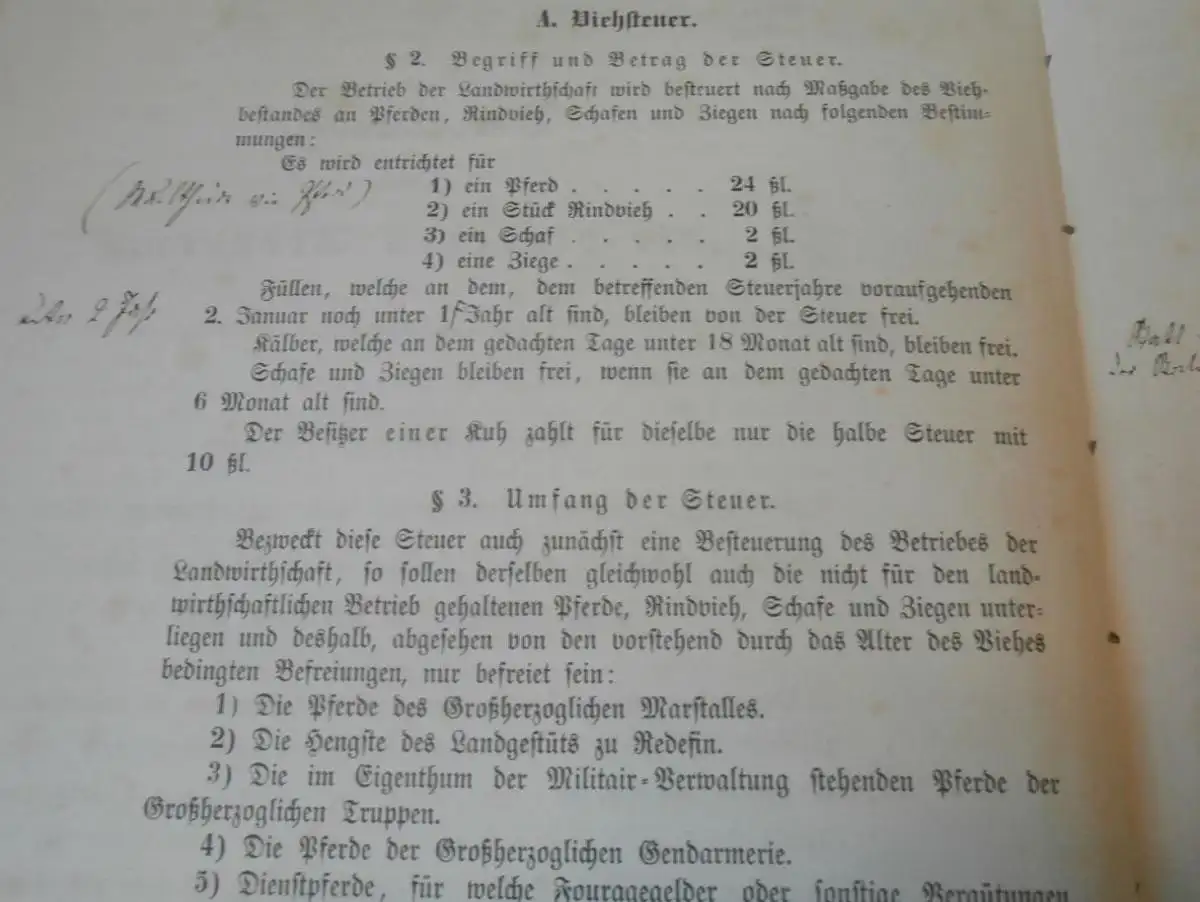 A. Viehsteuer.
§ 2. Begriff und Betrag der Steuer.
Der Betrieb der Landwirthschaft wird besteuert nach Maßgabe des Vieh-
bestandes an Pferden, Rindvieh, Schafen und Ziegen nach folgenden Bestim-
mungen:
Es wird entrichtet für
1) ein Pferd . . . . . 24 ßl.
2) ein Stück Rindvieh . . 20 ßl.
3) ein Schaf . . . . . 2 ßl.
4) eine Ziege . . . . . 2 ßl.
Füllen, welche an dem, dem betreffenden Steuerjahre voraufgehenden
2. Januar noch unter 1 Jahr alt sind, bleiben von der Steuer frei.
Kälber, welche an dem gedachten Tage unter 18 Monat alt sind, bleiben frei.
Schafe und Ziegen bleiben frei, wenn sie an dem gedachten Tage unter
6 Monat alt sind.
Der Besitzer einer Kuh zahlt für dieselbe nur die halbe Steuer mit
10 ßl.
§ 3. Umfang der Steuer.
Bezweckt diese Steuer auch zunächst eine Besteuerung des Betriebes der
Landwirthschaft, so sollen derselben gleichwohl auch die nicht für den land-
wirthschaftlichen Betrieb gehaltenen Pferde, Rindvieh, Schafe und Ziegen unter-
liegen und deshalb, abgesehen von den vorstehend durch das Alter des Viehes
bedingten Befreiungen, nur befreiet sein:
1) Die Pferde des Großherzoglichen Marstalles.
2) Die Hengste des Landgestüts zu Redefin.
3) Die im Eigenthum der Militair-Verwaltung stehenden Pferde der
Großherzoglichen Truppen.
4) Die Pferde der Großherzoglichen Gendarmerie.
5) Dienstpferde, für welche Fouragegelder oder sonstige Vergütungen